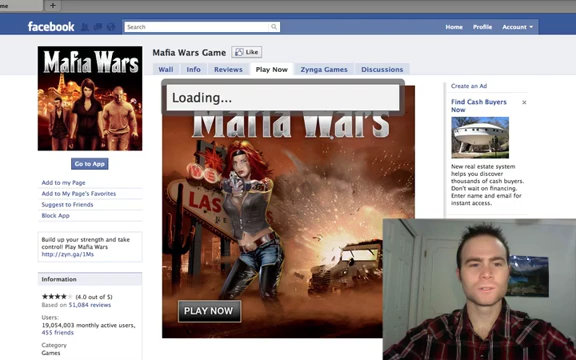 me
facebook
Search
Home Profile Account
Mafia Wars Game
Like
Wall Info Reviews Play Now Zynga Games Discussions
Mafia Wars
Loading...
Mafia Wars
LAS
PLAY NOW
Go to App
Add to my Page
Add to My Page's Favorites
Suggest to Friends
Block App
Build up your strength and take
control! Play Mafia Wars
http://zyn.ga/1Ms
Information
(4.0 out of 5)
Based on 51,084 reviews
Users:
19,054,003 monthly active users,
455 friends
Category
Games
Create an Ad
Find Cash Buyers
Now
New real estate system
helps you discover
thousands of cash buyers.
Don't wait on financing.
Enter name and email for
instant access.